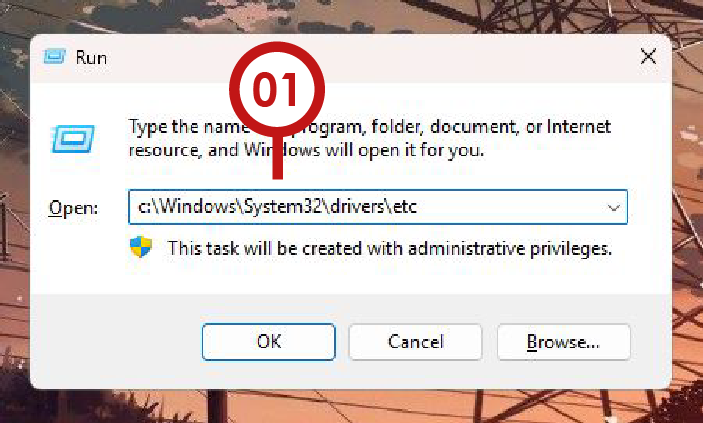 Run
01
Type the name program, folder, document, or Internet
resource, and Windows will open it for you.
Open: c:\Windows\System32\drivers\etc
This task will be created with administrative privileges.
OK Cancel Browse...